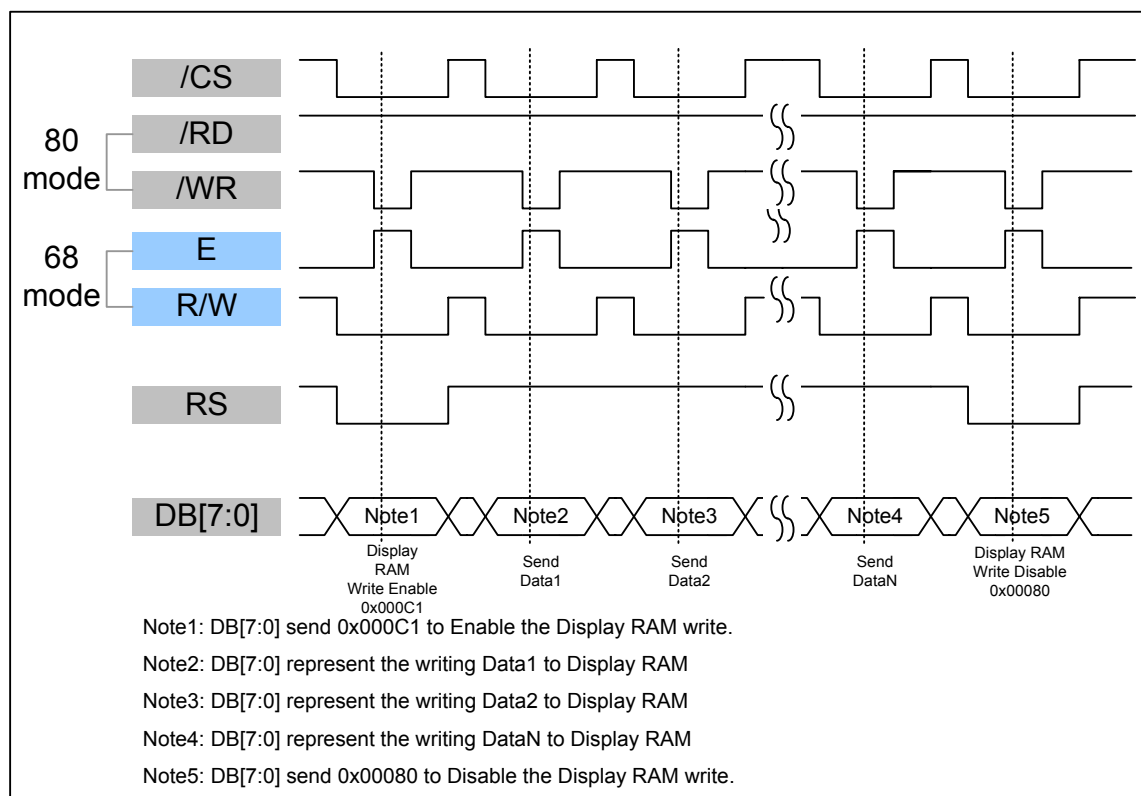 /CS
80
mode
/RD
/WR
68
mode
E
R/W
RS
DB[7:0]
Note1
Note2
Note3
Note4
Note5
Display
RAM
Write Enable
0x000C1
Send
Data1
Send
Data2
Send
DataN
Display RAM
Write Disable
0x00080
Note1: DB[7:0] send 0x000C1 to Enable the Display RAM write.
Note2: DB[7:0] represent the writing Data1 to Display RAM
Note3: DB[7:0] represent the writing Data2 to Display RAM
Note4: DB[7:0] represent the writing DataN to Display RAM
Note5: DB[7:0] send 0x00080 to Disable the Display RAM write.